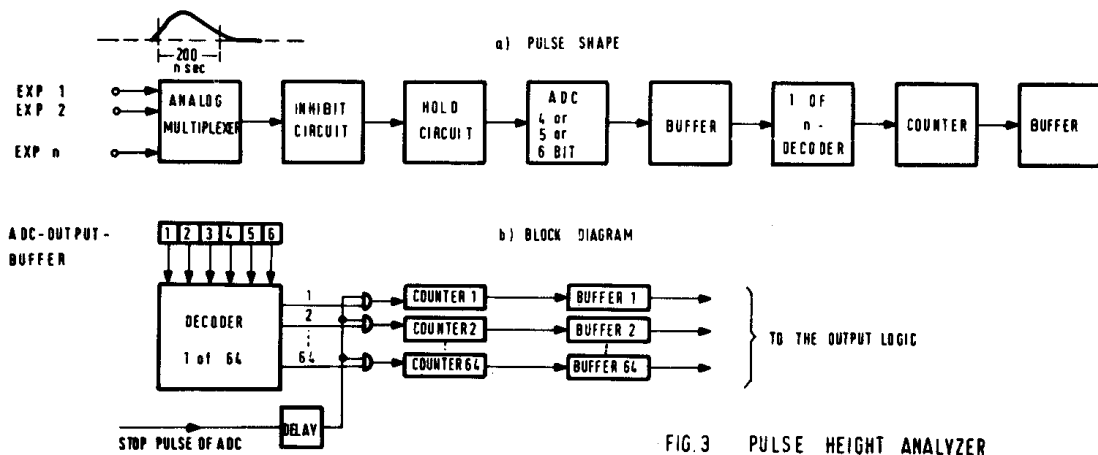 200
n sec
a) PULSE SHAPE
EXP 1
EXP 2
EXP n
ANALOG
MULTIPLEXER
INHIBIT
CIRCUIT
HOLD
CIRCUIT
ADC
4 or
5 or
6 BIT
BUFFER
1 OF
n -
DECODER
COUNTER
BUFFER
ADC-OUTPUT-
BUFFER
1 2 3 4 5 6
b) BLOCK DIAGRAM
DECODER
1 of 64
1
2
64
COUNTER 1
BUFFER 1
COUNTER 2
BUFFER 2
COUNTER 64
BUFFER 64
TO THE OUTPUT LOGIC
DELAY
STOP PULSE OF ADC
FIG. 3 PULSE HEIGHT ANALYZER